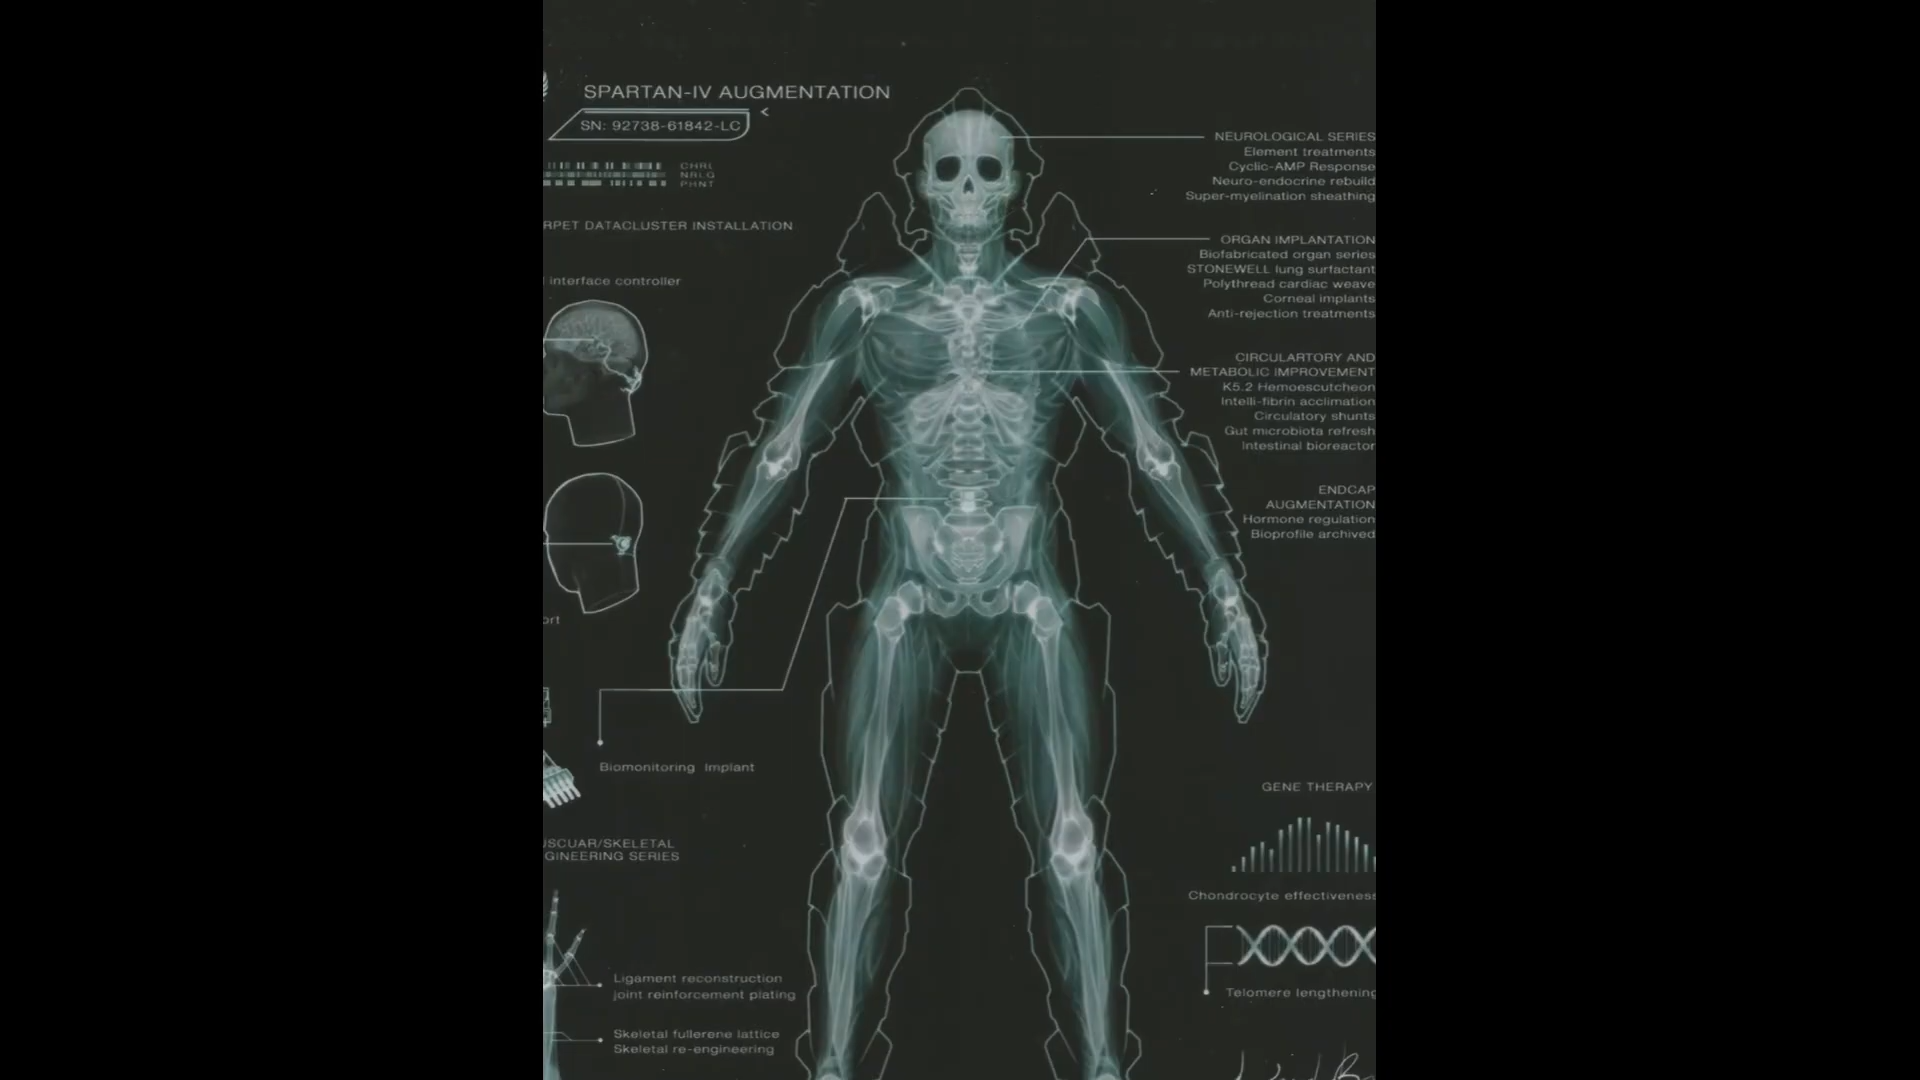 SPARTAN-IV AUGMENTATION
SN: 92738-61842-LC
<
CHRL
NRLG
PHNT
RPET DATACLUSTER INSTALLATION
interface controller
ort
Biomonitoring Implant
USCUAR/SKELETAL
GINEERING SERIES
Ligament reconstruction
joint reinforcement plating
Skeletal fullerene lattice
Skeletal re-engineering
NEUROLOGICAL SERIES
Element treatments
Cyclic-AMP Response
Neuro-endocrine rebuild
Super-myelination sheathing
ORGAN IMPLANTATION
Biofabricated organ series
STONEWELL lung surfactant
Polythread cardiac weave
Corneal implants
Anti-rejection treatments
CIRCULARTORY AND
METABOLIC IMPROVEMENT
K5.2 Hemoescutcheon
Intelli-fibrin acclimation
Circulatory shunts
Gut microbiota refresh
Intestinal bioreactor
ENDCAP
AUGMENTATION
Hormone regulation
Bioprofile archived
GENE THERAPY
Chondrocyte effectiveness
Telomere lengthening